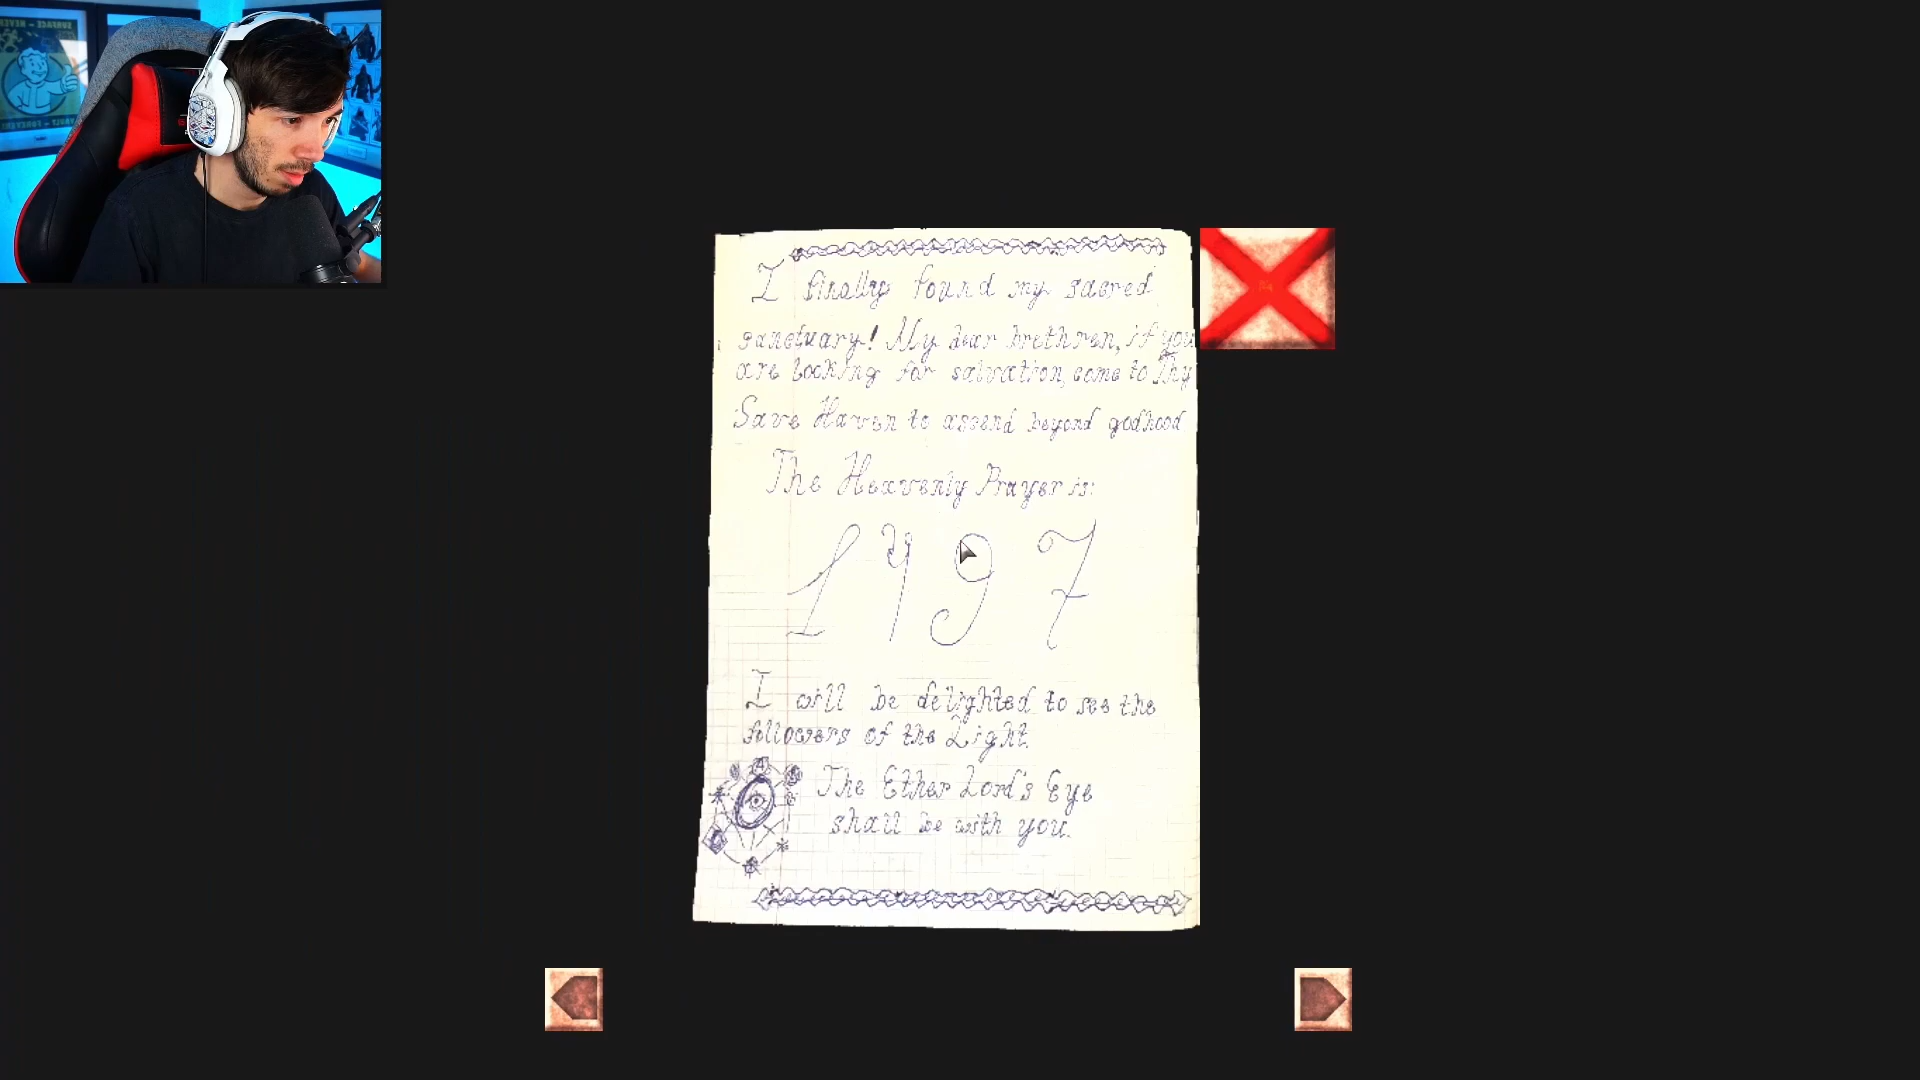 I finally found my sacred
sanctuary! My dear brethren, if you
are looking for salvation, come to Thy
Save Haven to ascend beyond godhood
The Heavenly Prayer is:
1497
I will be delighted to see the
followers of the Light.
The Ether Lord's Eye
shall be with you.